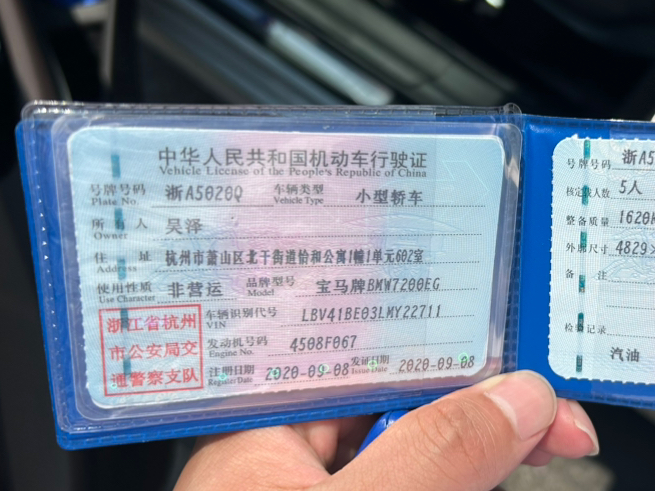 中华人民共和国机动车行驶证
Vehicle License of the People's Republic of China
号牌号码 浙A5020Q 车辆类型 小型轿车
Plate No. Vehicle Type
所有人 吴泽
Owner
住址 杭州市萧山区北干街道怡和公寓1幢1单元602室
Address
使用性质 非营运 品牌型号 宝马牌BMW7200EG
Use Character Model
浙江省杭州
市公安局交
通警察支队
车辆识别代号 LBV41BE03LMY22711
VIN
发动机号码 4508F067
Engine No.
注册日期 2020-09-08 发证日期 2020-09-08
Register Date Issue Date
号牌号码 浙A5
核定载人数 5人
整备质量 1620K
外廓尺寸 4829×
备注
检验记录
汽油